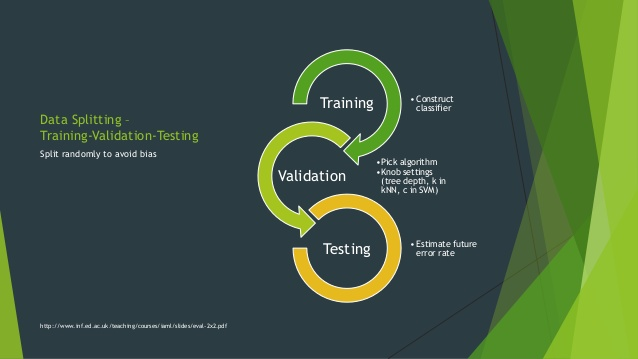 Data Splitting –
Training-Validation-Testing
Split randomly to avoid bias
Training
• Construct
classifier
Validation
• Pick algorithm
• Knob settings
(tree depth, k in
kNN, c in SVM)
Testing
• Estimate future
error rate
http://www.inf.ed.ac.uk/teaching/courses/iaml/slides/eval-2x2.pdf